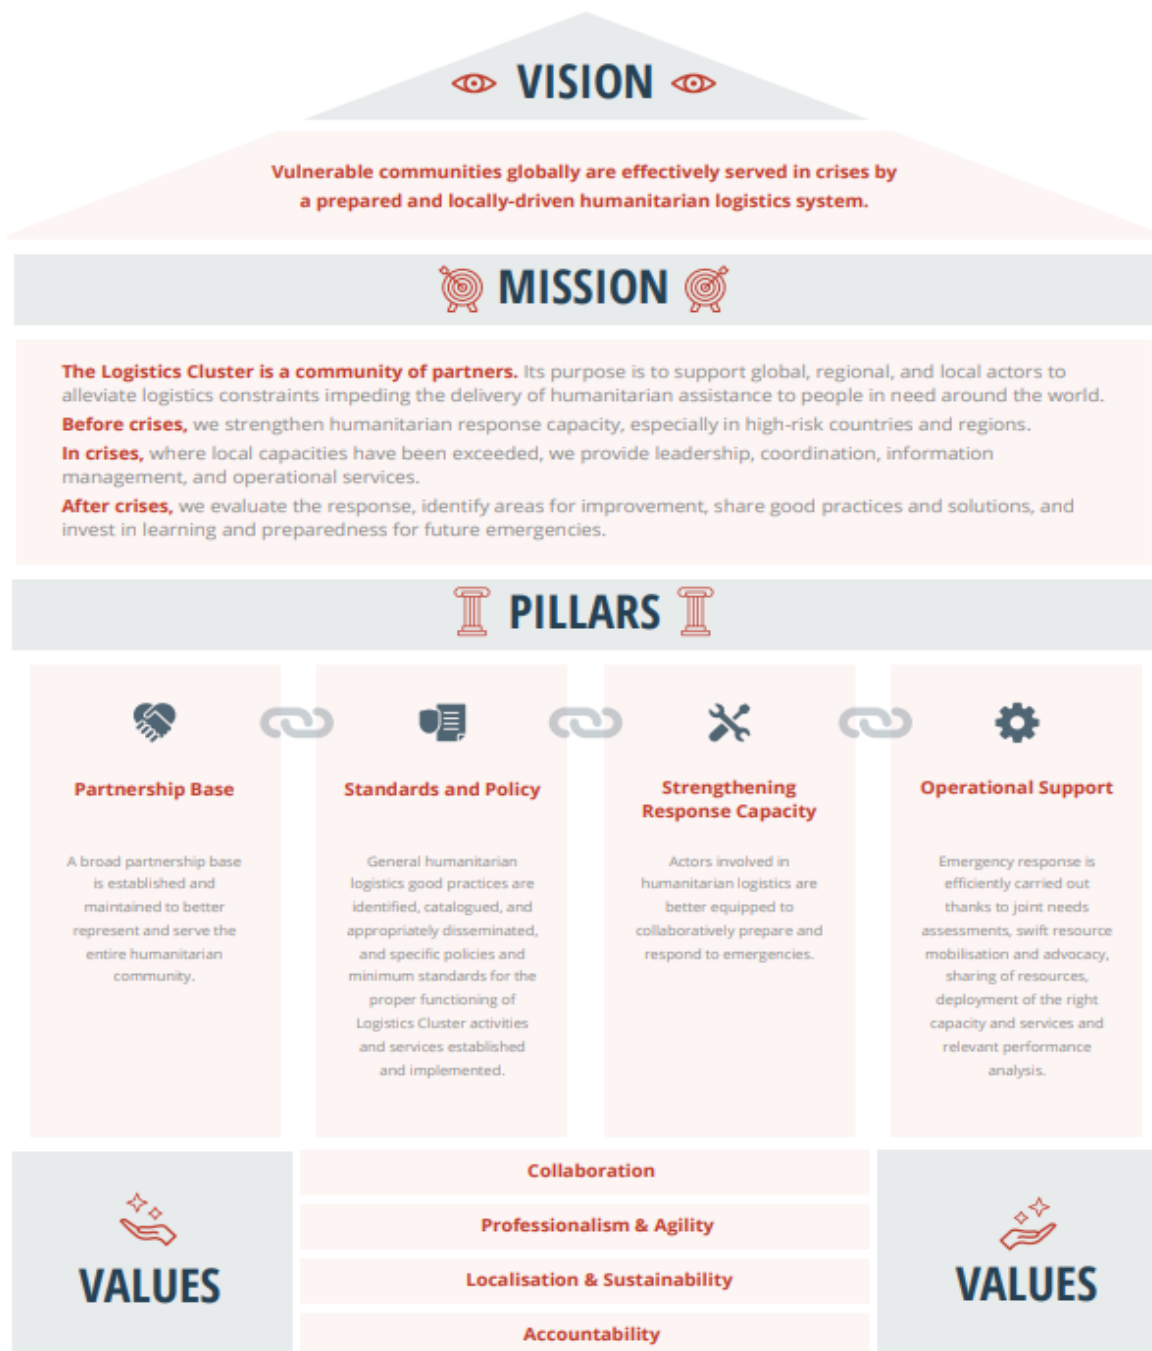 VISION
Vulnerable communities globally are effectively served in crises by
a prepared and locally-driven humanitarian logistics system.
MISSION
The Logistics Cluster is a community of partners. Its purpose is to support global, regional, and local actors to
alleviate logistics constraints impeding the delivery of humanitarian assistance to people in need around the world.
Before crises, we strengthen humanitarian response capacity, especially in high-risk countries and regions.
In crises, where local capacities have been exceeded, we provide leadership, coordination, information
management, and operational services.
After crises, we evaluate the response, identify areas for improvement, share good practices and solutions, and
invest in learning and preparedness for future emergencies.
PILLARS
Partnership Base
A broad partnership base
is established and
maintained to better
represent and serve the
entire humanitarian
community.
Standards and Policy
General humanitarian
logistics good practices are
identified, catalogued, and
appropriately disseminated,
and specific policies and
minimum standards for the
proper functioning of
Logistics Cluster activities
and services established
and implemented.
Strengthening
Response Capacity
Actors involved in
humanitarian logistics are
better equipped to
collaboratively prepare and
respond to emergencies.
Operational Support
Emergency response is
efficiently carried out
thanks to joint needs
assessments, swift resource
mobilisation and advocacy,
sharing of resources,
deployment of the right
capacity and services and
relevant performance
analysis.
VALUES
Collaboration
Professionalism & Agility
Localisation & Sustainability
Accountability
VALUES